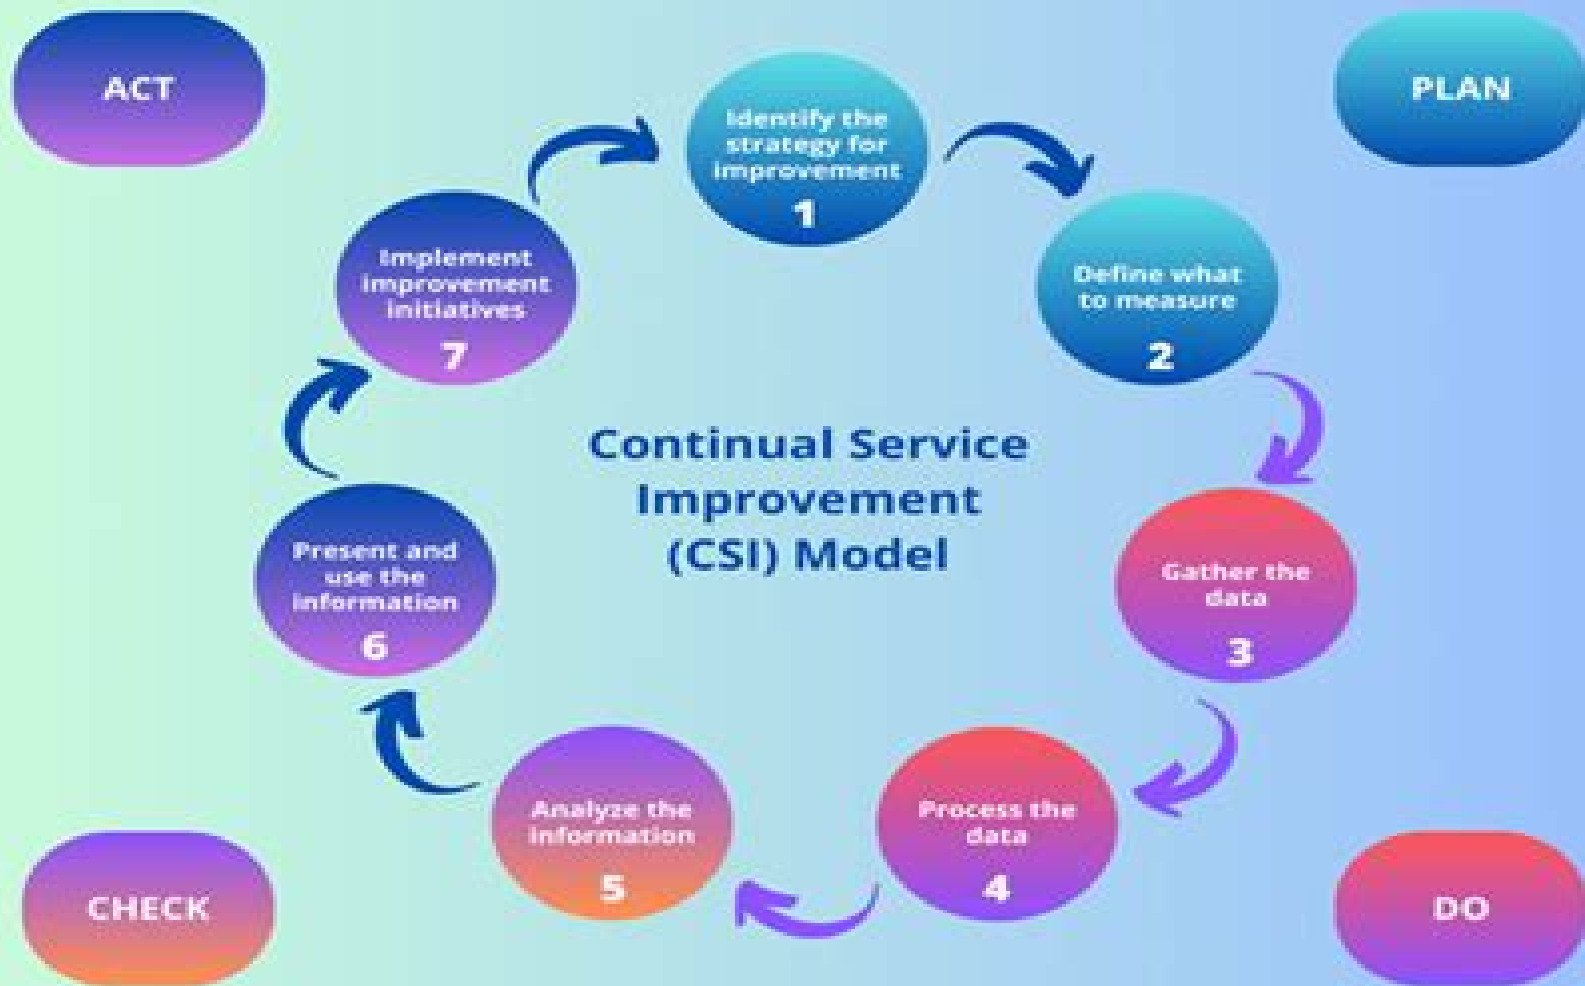 ACT
PLAN
Identify the
strategy for
improvement
1
Define what
to measure
2
Gather the
data
3
Process the
data
4
Analyze the
information
5
Present and
use the
information
6
Implement
improvement
initiatives
7
Continual Service
Improvement
(CSI) Model
CHECK
DO